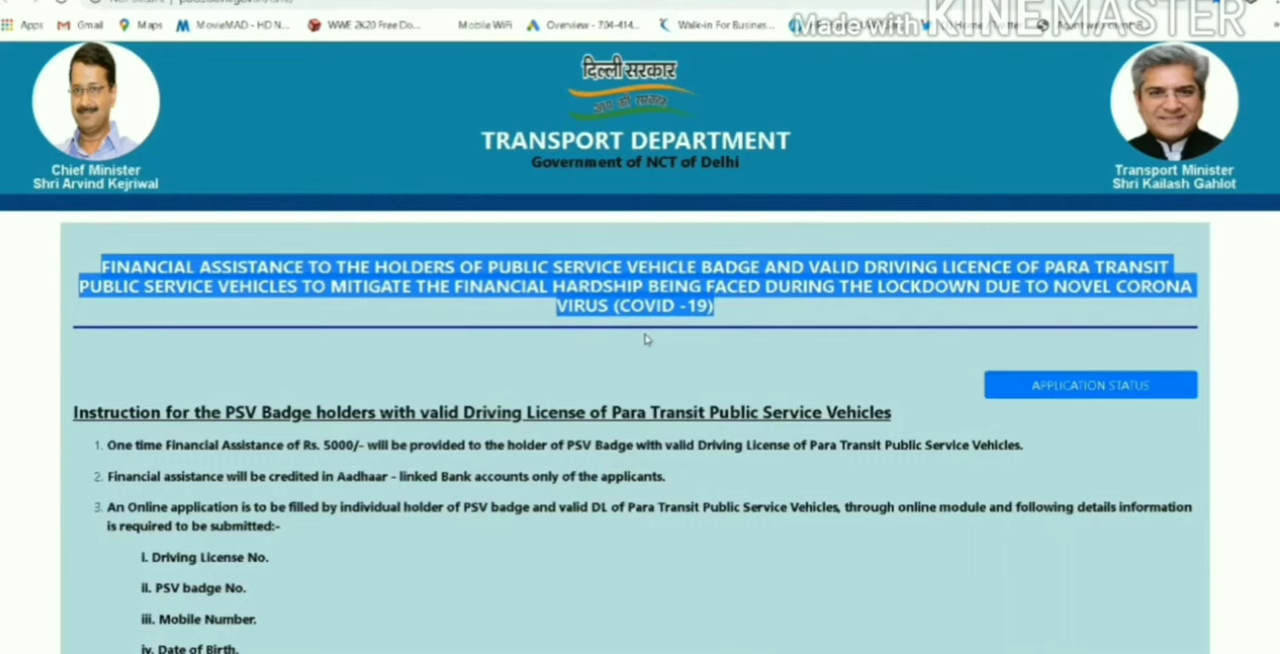 Made with KINEMASTER
Apps Gmail Maps MovieMAD - HD N... WWE 2K20 Free Do... Mobile WiFi Overview - 794-414... Walk-in For Busines...
दिल्ली सरकार
आप की सरकार
TRANSPORT DEPARTMENT
Government of NCT of Delhi
Chief Minister
Shri Arvind Kejriwal
Transport Minister
Shri Kailash Gahlot
FINANCIAL ASSISTANCE TO THE HOLDERS OF PUBLIC SERVICE VEHICLE BADGE AND VALID DRIVING LICENCE OF PARA TRANSIT
PUBLIC SERVICE VEHICLES TO MITIGATE THE FINANCIAL HARDSHIP BEING FACED DURING THE LOCKDOWN DUE TO NOVEL CORONA
VIRUS (COVID -19)
APPLICATION STATUS
Instruction for the PSV Badge holders with valid Driving License of Para Transit Public Service Vehicles
1. One time Financial Assistance of Rs. 5000/- will be provided to the holder of PSV Badge with valid Driving License of Para Transit Public Service Vehicles.
2. Financial assistance will be credited in Aadhaar - linked Bank accounts only of the applicants.
3. An Online application is to be filled by individual holder of PSV badge and valid DL of Para Transit Public Service Vehicles, through online module and following details information
is required to be submitted:-
i. Driving License No.
ii. PSV badge No.
iii. Mobile Number.
iv. Date of Birth.